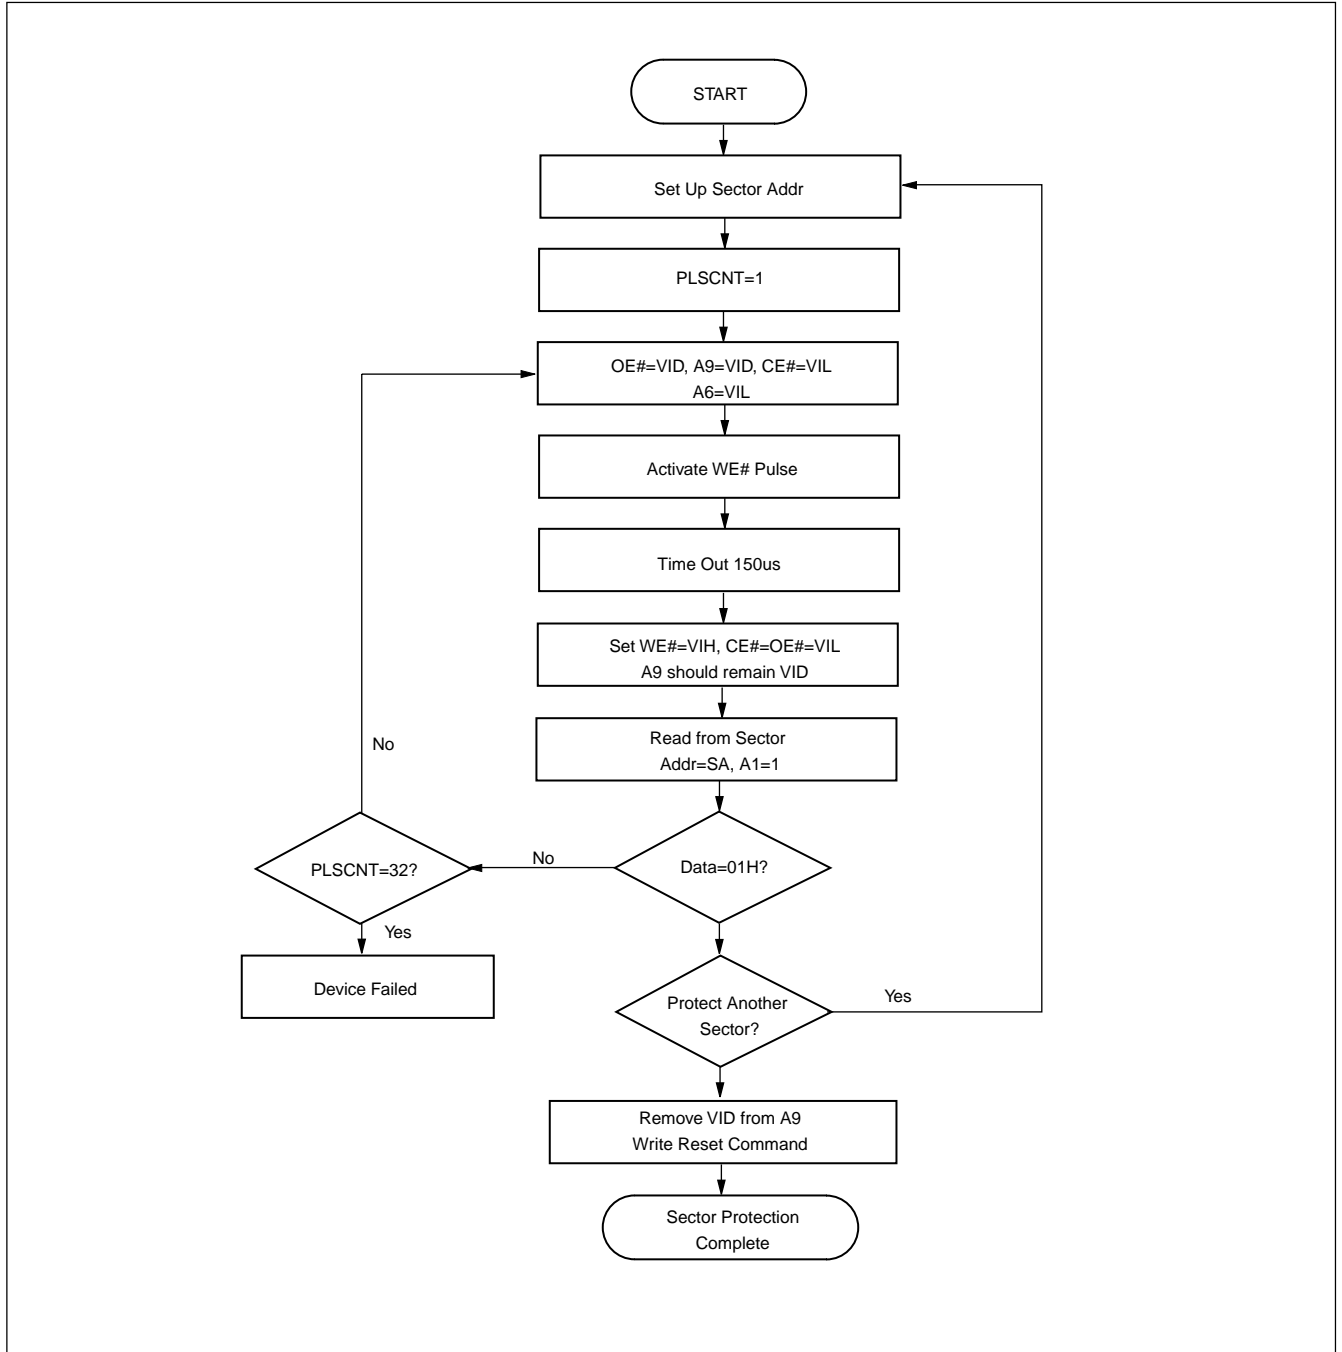 START
Set Up Sector Addr
PLSCNT=1
OE#=VID, A9=VID, CE#=VIL
A6=VIL
Activate WE# Pulse
Time Out 150us
Set WE#=VIH, CE#=OE#=VIL
A9 should remain VID
Read from Sector
Addr=SA, A1=1
No
PLSCNT=32?
No
Data=01H?
Yes
Device Failed
Protect Another
Sector?
Yes
Remove VID from A9
Write Reset Command
Sector Protection
Complete